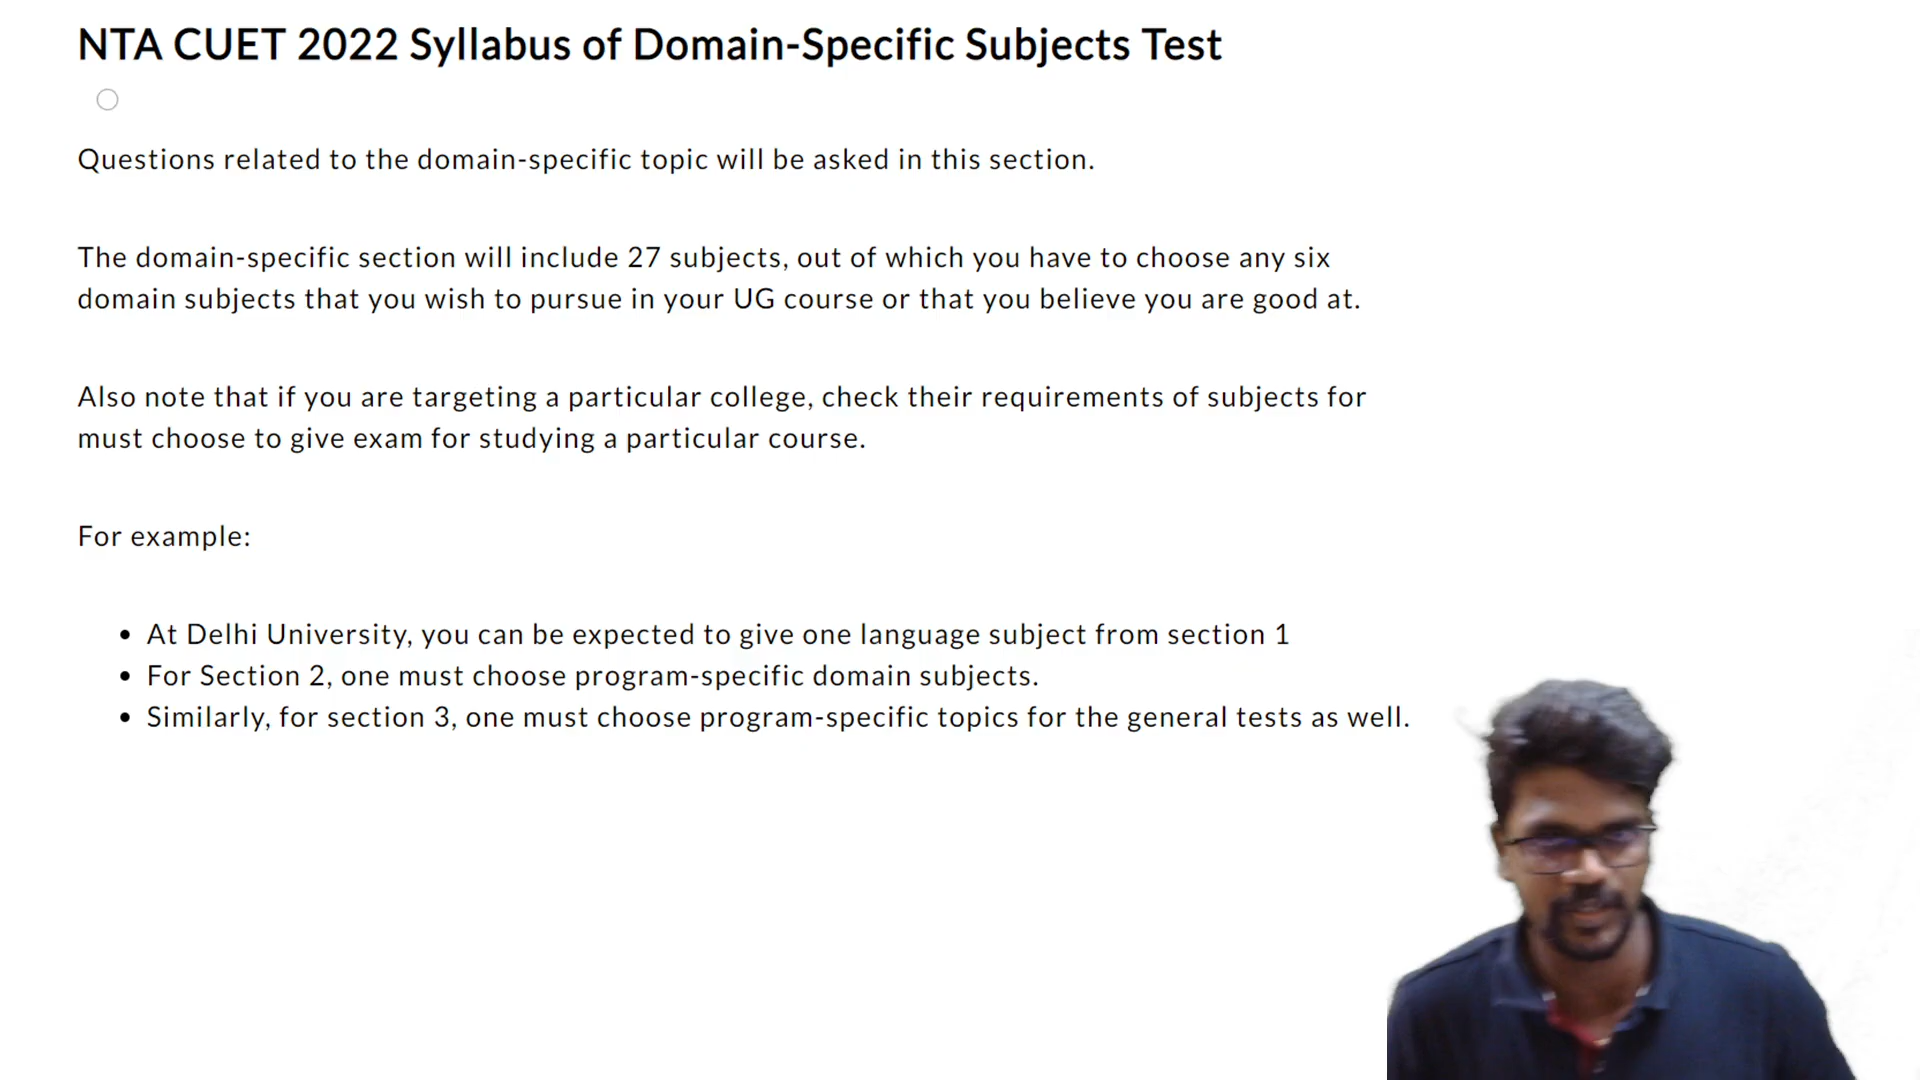 NTA CUET 2022 Syllabus of Domain-Specific Subjects Test
Questions related to the domain-specific topic will be asked in this section.
The domain-specific section will include 27 subjects, out of which you have to choose any six
domain subjects that you wish to pursue in your UG course or that you believe you are good at.
Also note that if you are targeting a particular college, check their requirements of subjects for
must choose to give exam for studying a particular course.
For example:
• At Delhi University, you can be expected to give one language subject from section 1
• For Section 2, one must choose program-specific domain subjects.
• Similarly, for section 3, one must choose program-specific topics for the general tests as well.